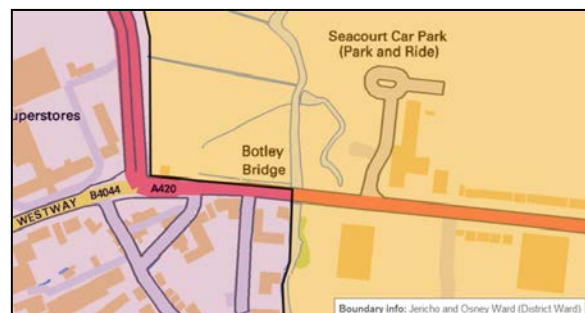 Seacourt Car Park
(Park and Ride)
uperstores
Botley
Bridge
WESTWAY
B4044
A420
Boundary info: Jericho and Osney Ward (District Ward)